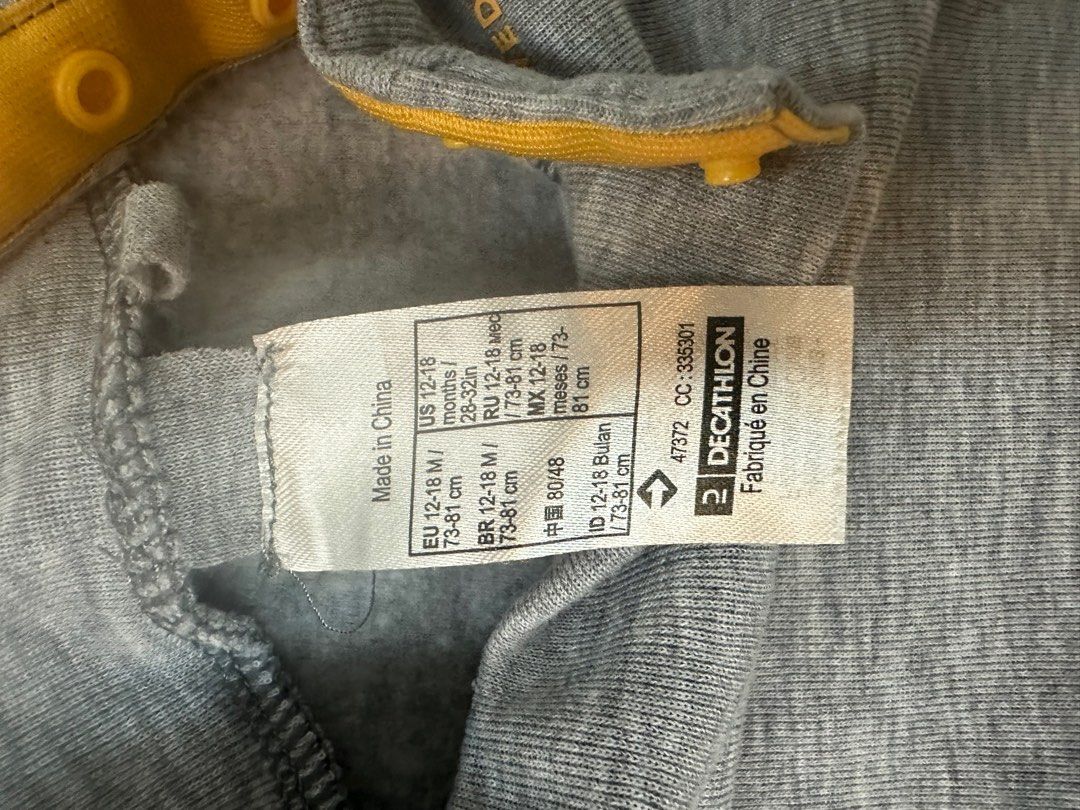 ED
Made in China
EU 12-18 M /
73-81 cm
BR 12-18 M /
73-81 cm
中国 80/48
ID 12-18 Bulan
/ 73-81 cm
US 12-18
months /
28-32in
RU 12-18 мес
/ 73-81 cm
MX 12-18
meses / 73-
81 cm
47372 CC:335301
2 DECATHLON
Fabriqué en Chine